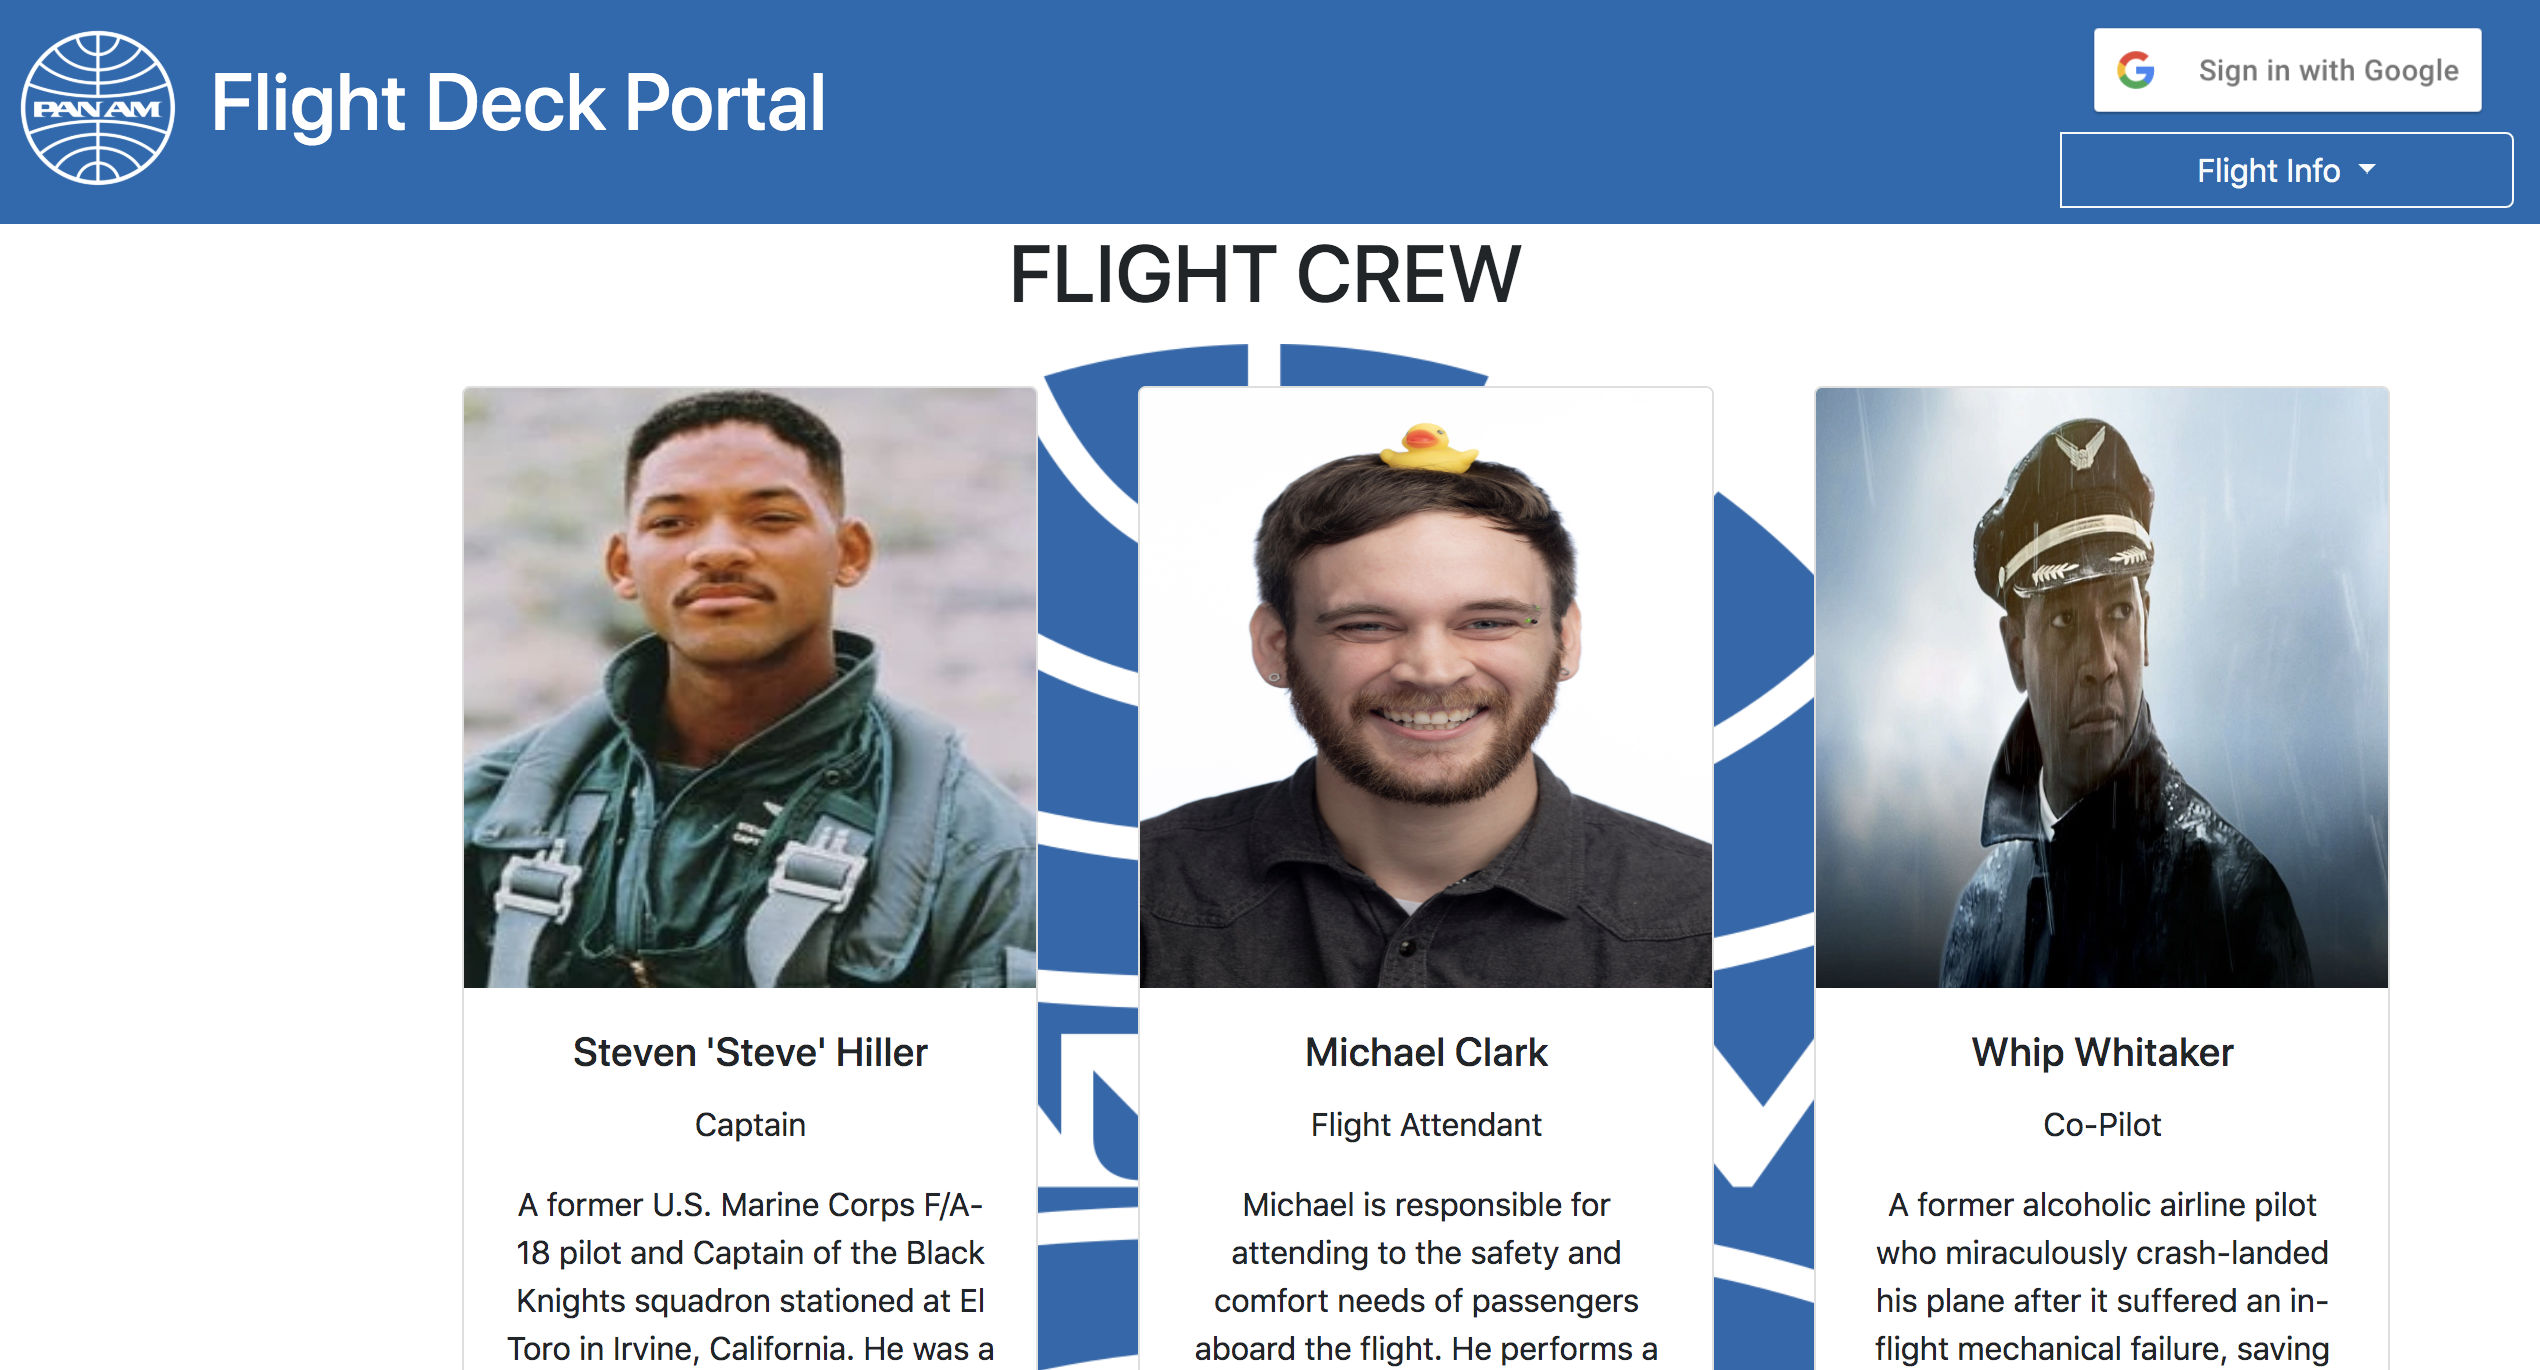 PAN AM
Flight Deck Portal
Sign in with Google
Flight Info
FLIGHT CREW
Steven 'Steve' Hiller
Captain
A former U.S. Marine Corps F/A-
18 pilot and Captain of the Black
Knights squadron stationed at El
Toro in Irvine, California. He was a
Michael Clark
Flight Attendant
Michael is responsible for
attending to the safety and
comfort needs of passengers
aboard the flight. He performs a
Whip Whitaker
Co-Pilot
A former alcoholic airline pilot
who miraculously crash-landed
his plane after it suffered an in-
flight mechanical failure, saving